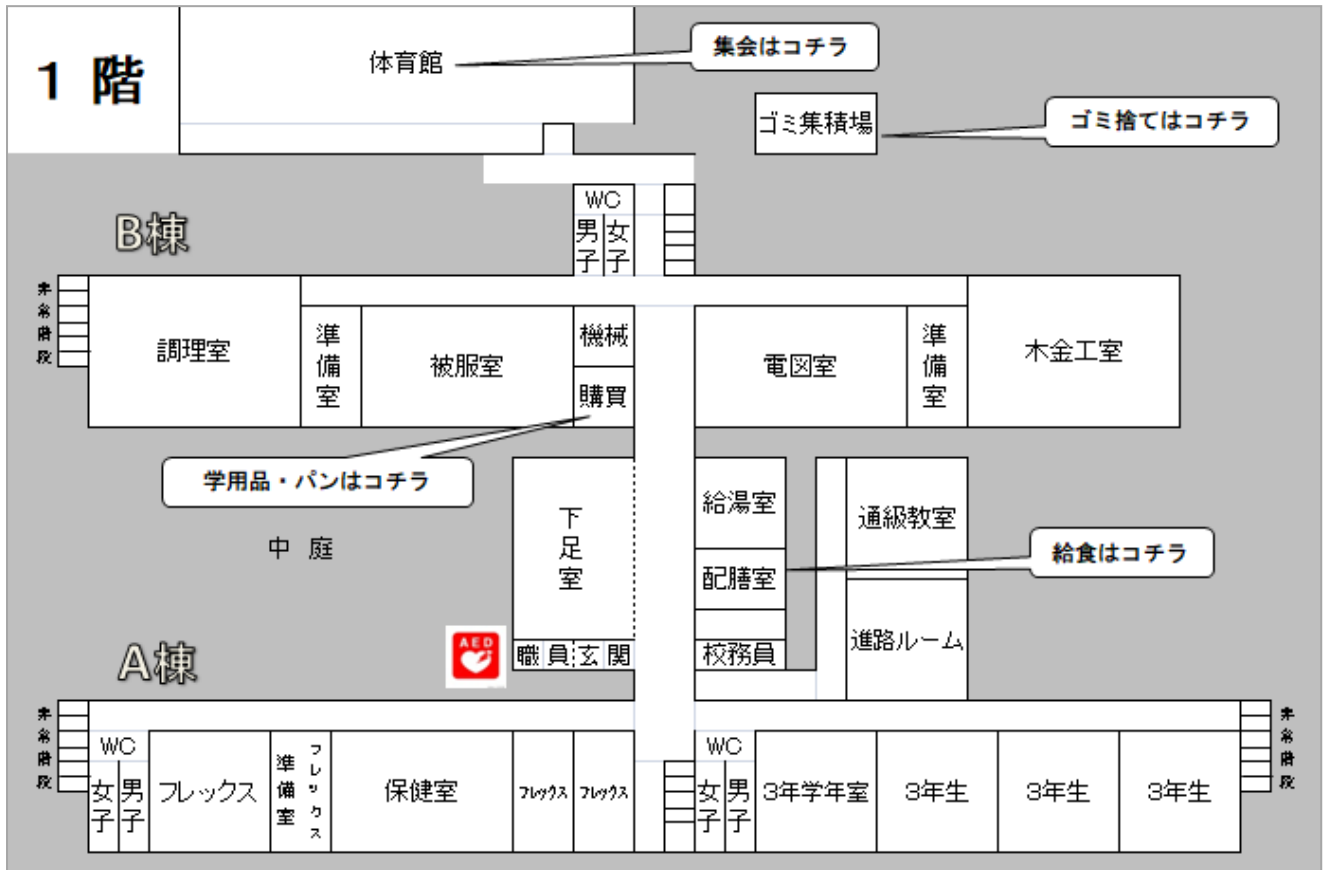 1 階
体育館
集会はコチラ
ゴミ集積場
ゴミ捨てはコチラ
B棟
WC
男子
女子
非常階段
調理室
準備室
被服室
機械
購買
電図室
準備室
木金工室
学用品・パンはコチラ
中 庭
下足室
給湯室
配膳室
通級教室
給食はコチラ
進路ルーム
AED
職員玄関
校務員
A棟
非常階段
WC
女子
男子
フレックス
準備室
フレックス
保健室
フレックス
フレックス
WC
女子
男子
3年学年室
3年生
3年生
3年生
非常階段